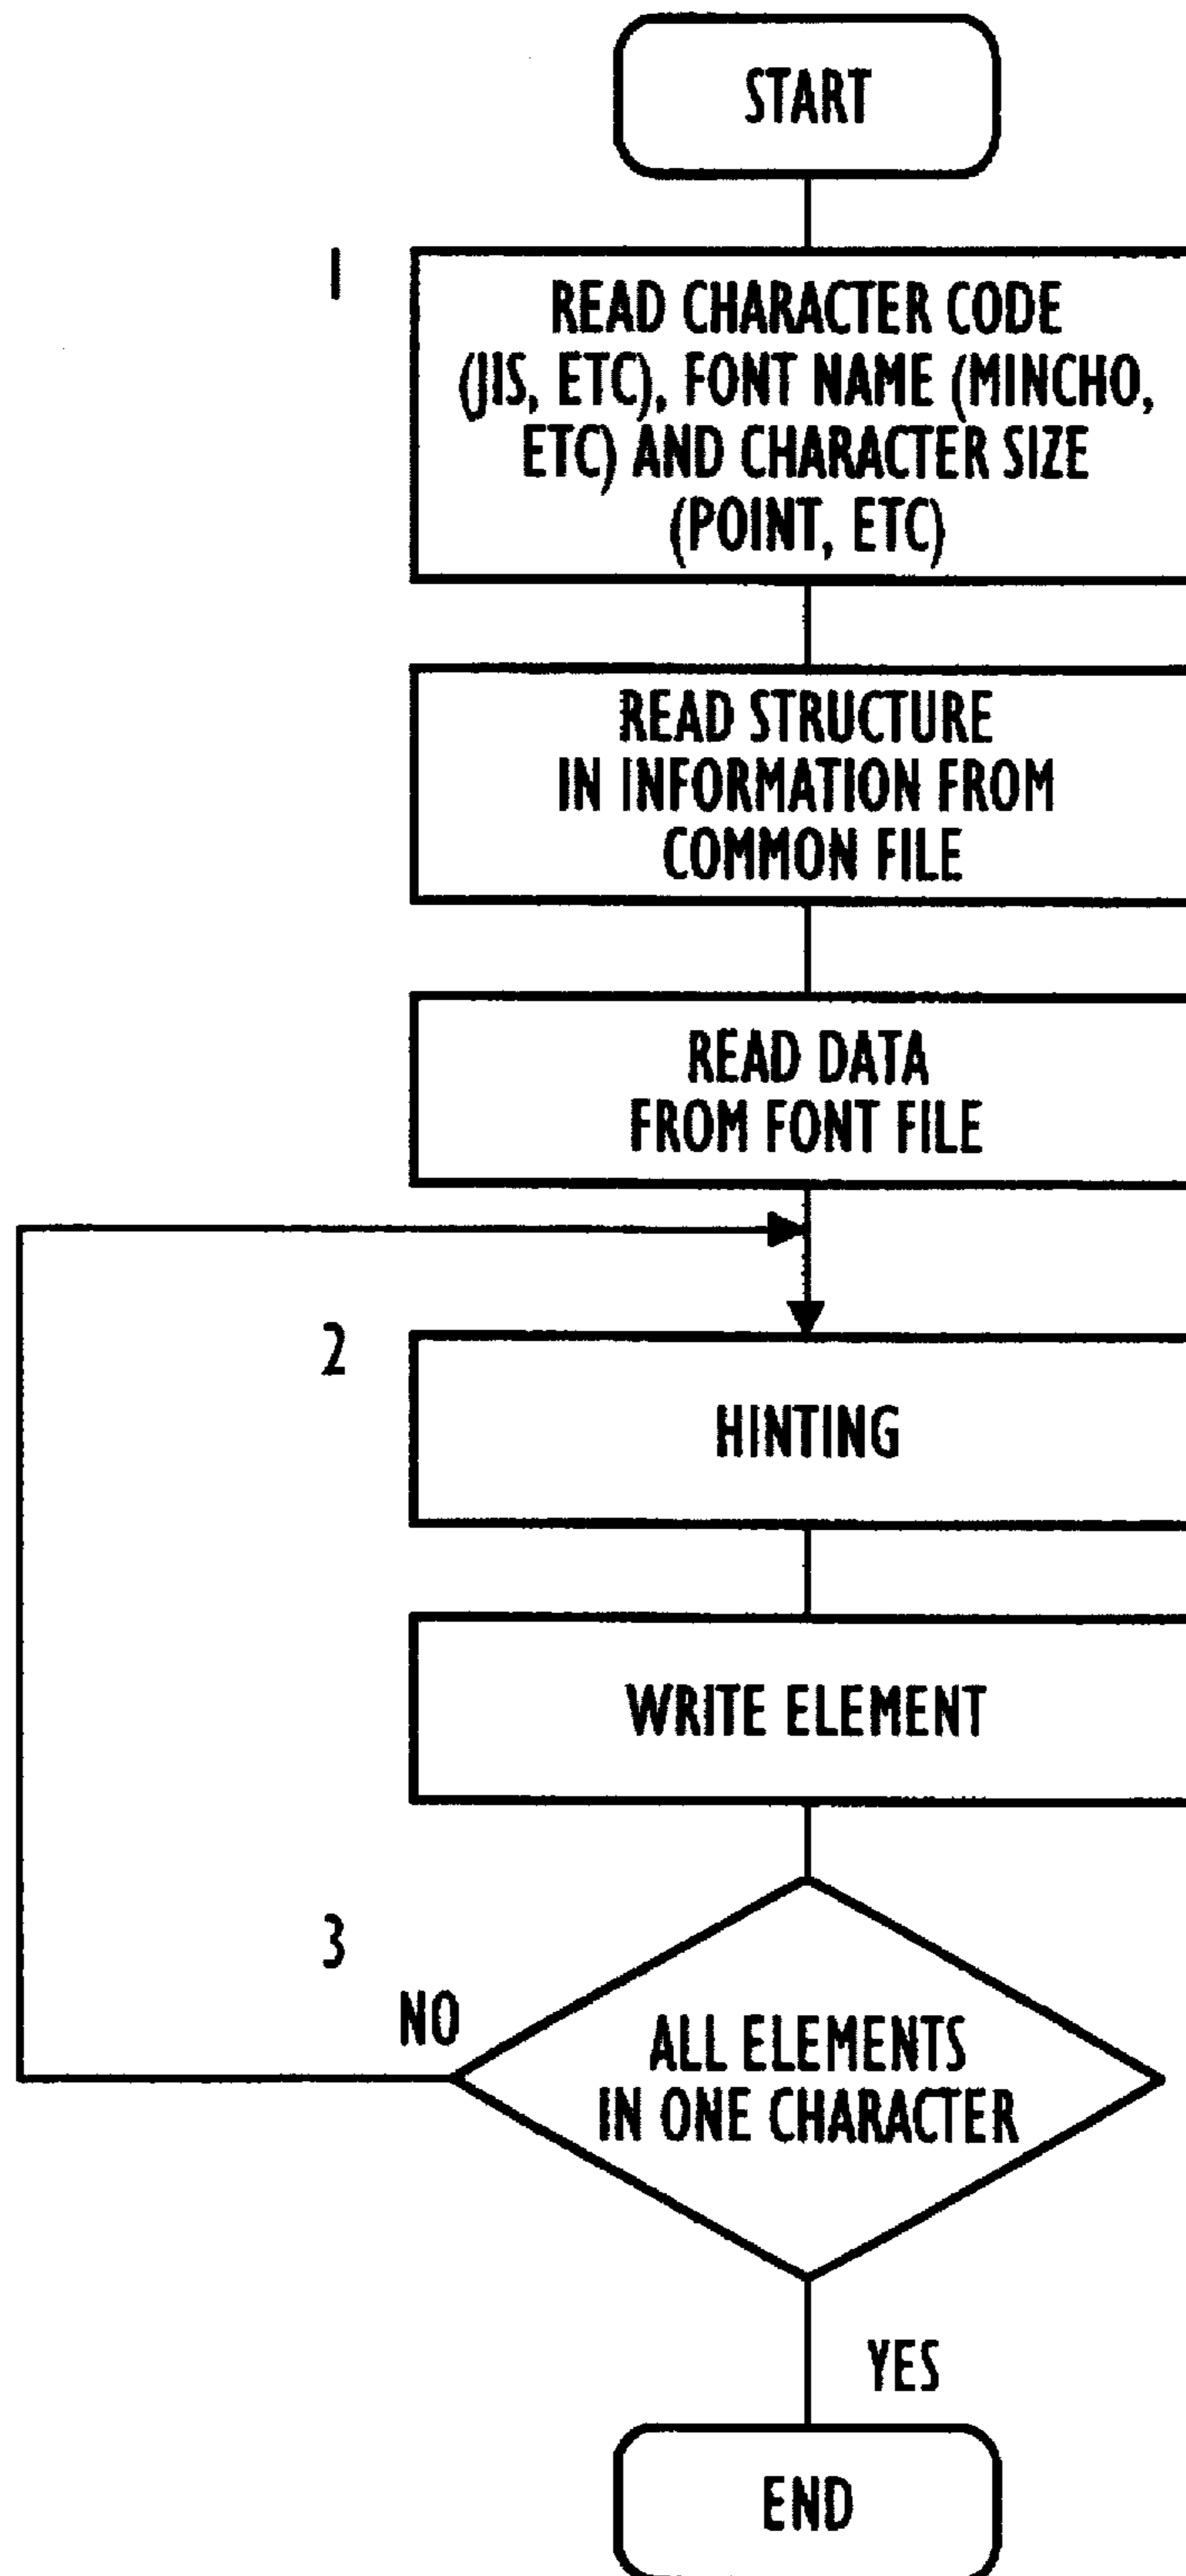 START
1
READ CHARACTER CODE
(JIS, ETC), FONT NAME (MINCHO,
ETC) AND CHARACTER SIZE
(POINT, ETC)
READ STRUCTURE
IN INFORMATION FROM
COMMON FILE
READ DATA
FROM FONT FILE
2
HINTING
WRITE ELEMENT
3
NO
ALL ELEMENTS
IN ONE CHARACTER
YES
END